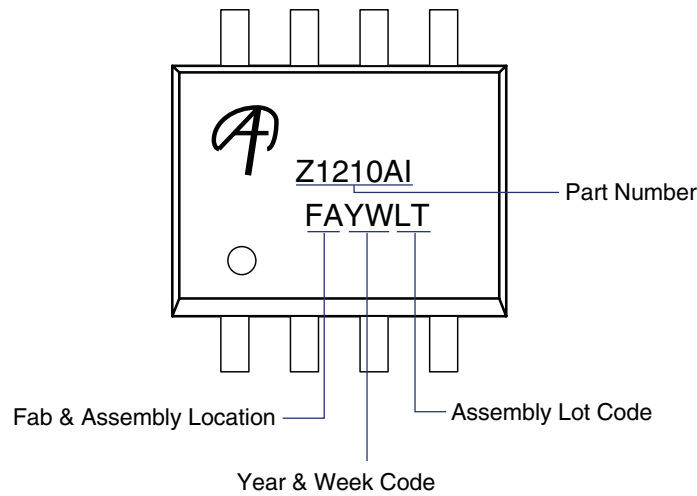 Z1210AI
Part Number
FAYWLT
Fab & Assembly Location
Assembly Lot Code
Year & Week Code